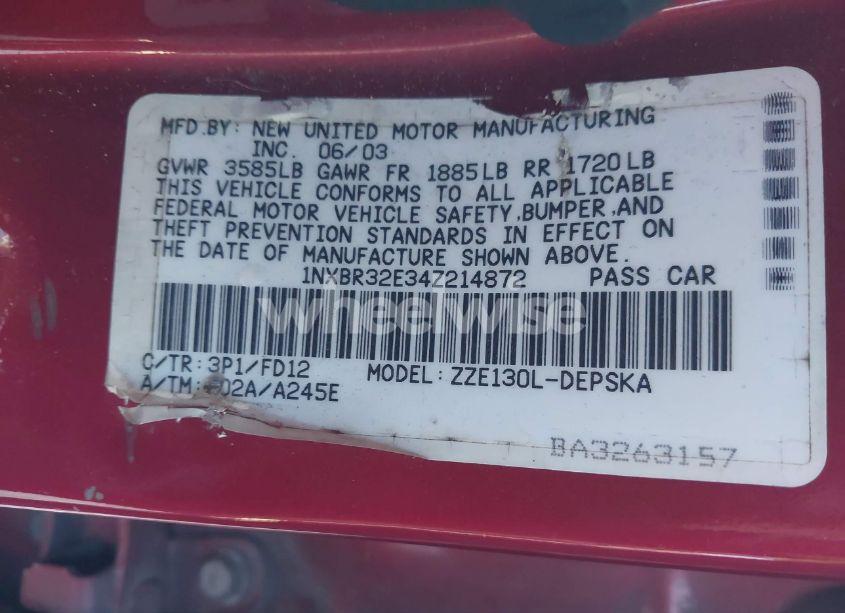 MFD.BY: NEW UNITED MOTOR MANUFACTURING
INC. 06/03
GVWR 3585LB GAWR FR 1885LB RR 1720LB
THIS VEHICLE CONFORMS TO ALL APPLICABLE
FEDERAL MOTOR VEHICLE SAFETY,BUMPER,AND
THEFT PREVENTION STANDARDS IN EFFECT ON
THE DATE OF MANUFACTURE SHOWN ABOVE.
1NXBR32E34Z214872 PASS CAR
wheelwise
C/TR: 3P1/FD12 MODEL: ZZE130L-DEPSKA
A/TM: 02A/A245E
BA3263157